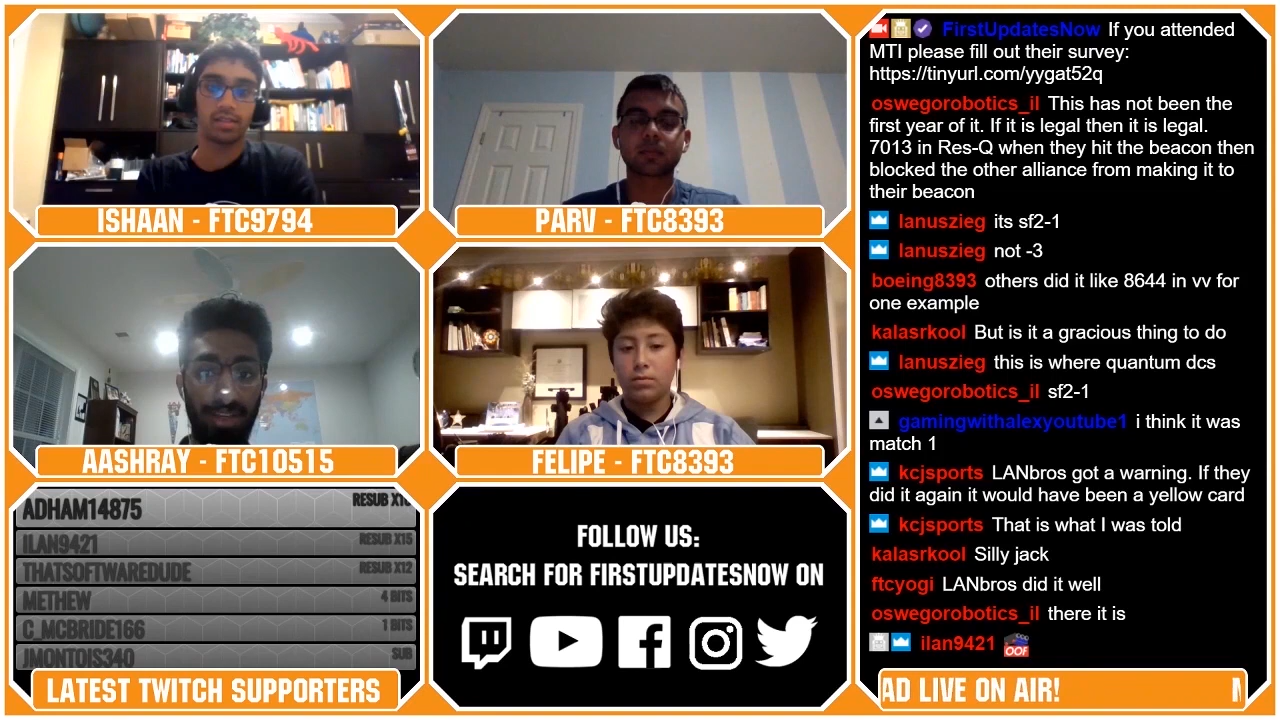 ISHAAN - FTC9794
PARV - FTC8393
AASHRAY - FTC10515
FELIPE - FTC8393
ADHAM14875
ILAN9421 RESUB X15
THATSOFTWAREDUDE RESUB X12
METHEW 4 BITS
C_MCBRIDE166 1 BITS
JMONTOIS340 SUB
LATEST TWITCH SUPPORTERS
FOLLOW US:
SEARCH FOR FIRSTUPDATESNOW ON
FirstUpdatesNow If you attended
MTI please fill out their survey:
https://tinyurl.com/yygat52q
oswegorobotics_il This has not been the
first year of it. If it is legal then it is legal.
7013 in Res-Q when they hit the beacon then
blocked the other alliance from making it to
their beacon
lanuszieg its sf2-1
lanuszieg not -3
boeing8393 others did it like 8644 in vv for
one example
kalasrkool But is it a gracious thing to do
lanuszieg this is where quantum dcs
oswegorobotics_il sf2-1
gamingwithalexyoutube1 i think it was
match 1
kcjsports LANbros got a warning. If they
did it again it would have been a yellow card
kcjsports That is what I was told
kalasrkool Silly jack
ftcyogi LANbros did it well
oswegorobotics_il there it is
ilan9421 OOF
AD LIVE ON AIR!